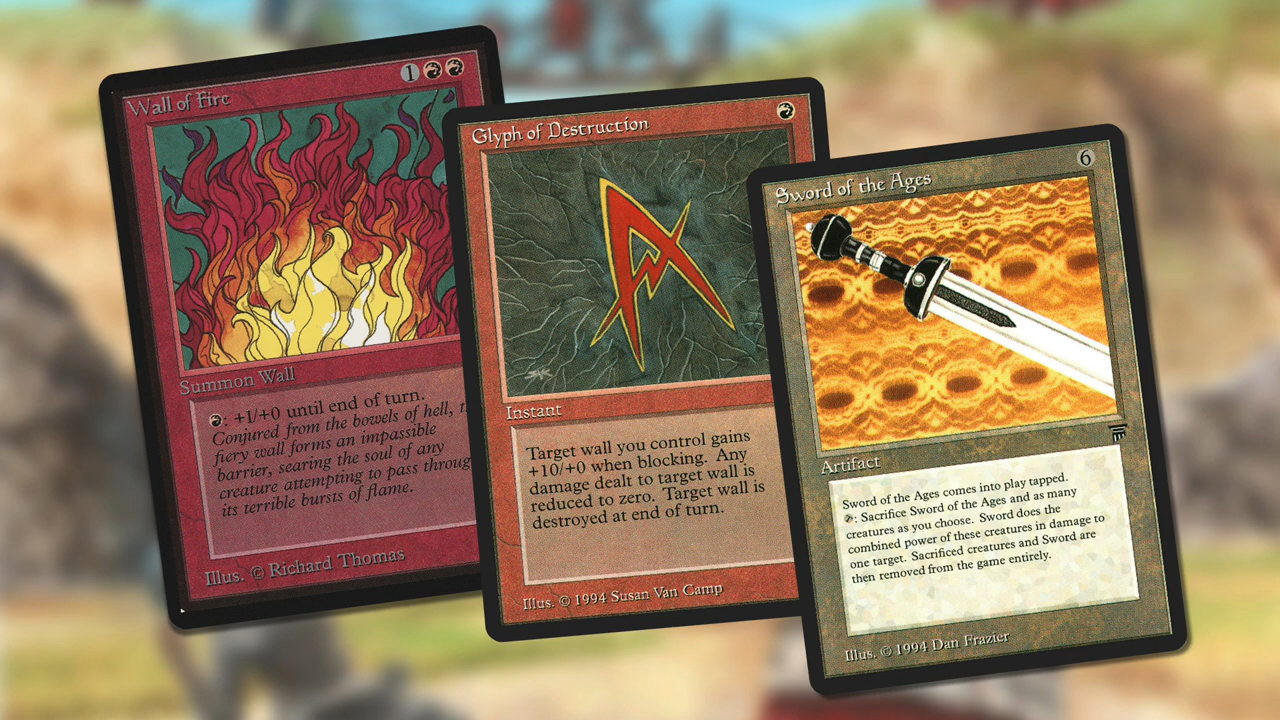 Wall of Fire
1
Summon Wall
: +1/+0 until end of turn.
Conjured from the bowels of hell,
fiery wall forms an impassible
barrier, searing the soul of any
creature attempting to pass
its terrible bursts of flame.
Illus. © Richard Thomas
Glyph of Destruction
SVC
Instant
Target wall you control gains
+10/+0 when blocking. Any
damage dealt to target wall is
reduced to zero. Target wall is
destroyed at end of turn.
Illus. © 1994 Susan Van Camp
Sword of the Ages
6
Artifact
Sword of the Ages comes into play tapped.
: Sacrifice Sword of the Ages and as many
creatures as you choose. Sword does the
combined power of these creatures in damage to
one target. Sacrificed creatures and Sword are
then removed from the game entirely.
Illus. © 1994 Dan Frazier